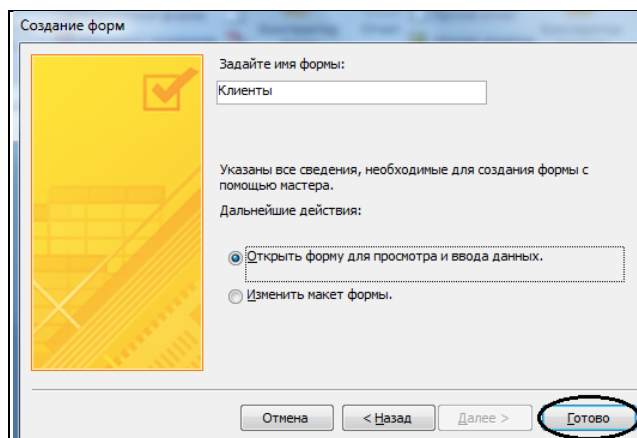 Создание форм
Задайте имя формы:
Клиенты
Указаны все сведения, необходимые для создания формы с
помощью мастера.
Дальнейшие действия:
Открыть форму для просмотра и ввода данных.
Изменить макет формы.
Отмена
< Назад
Далее >
Готово